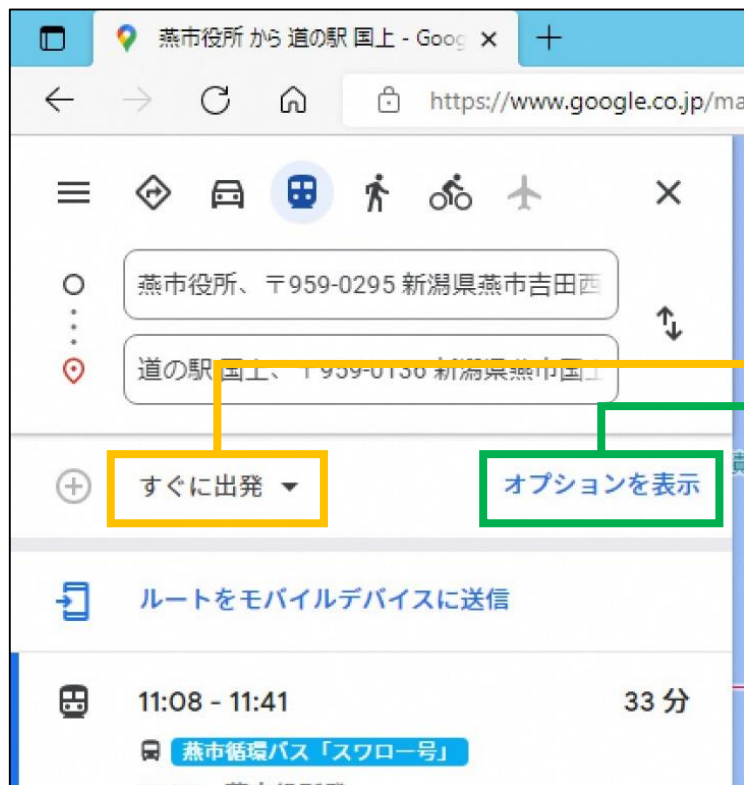 燕市役所 から 道の駅 国上 - Goog
https://www.google.co.jp/ma
燕市役所、〒959-0295 新潟県燕市吉田西
道の駅 国上、〒959-0136 新潟県燕市国上
すぐに出発
オプションを表示
ルートをモバイルデバイスに送信
11:08 - 11:41
33 分
燕市循環バス「スワロー号」